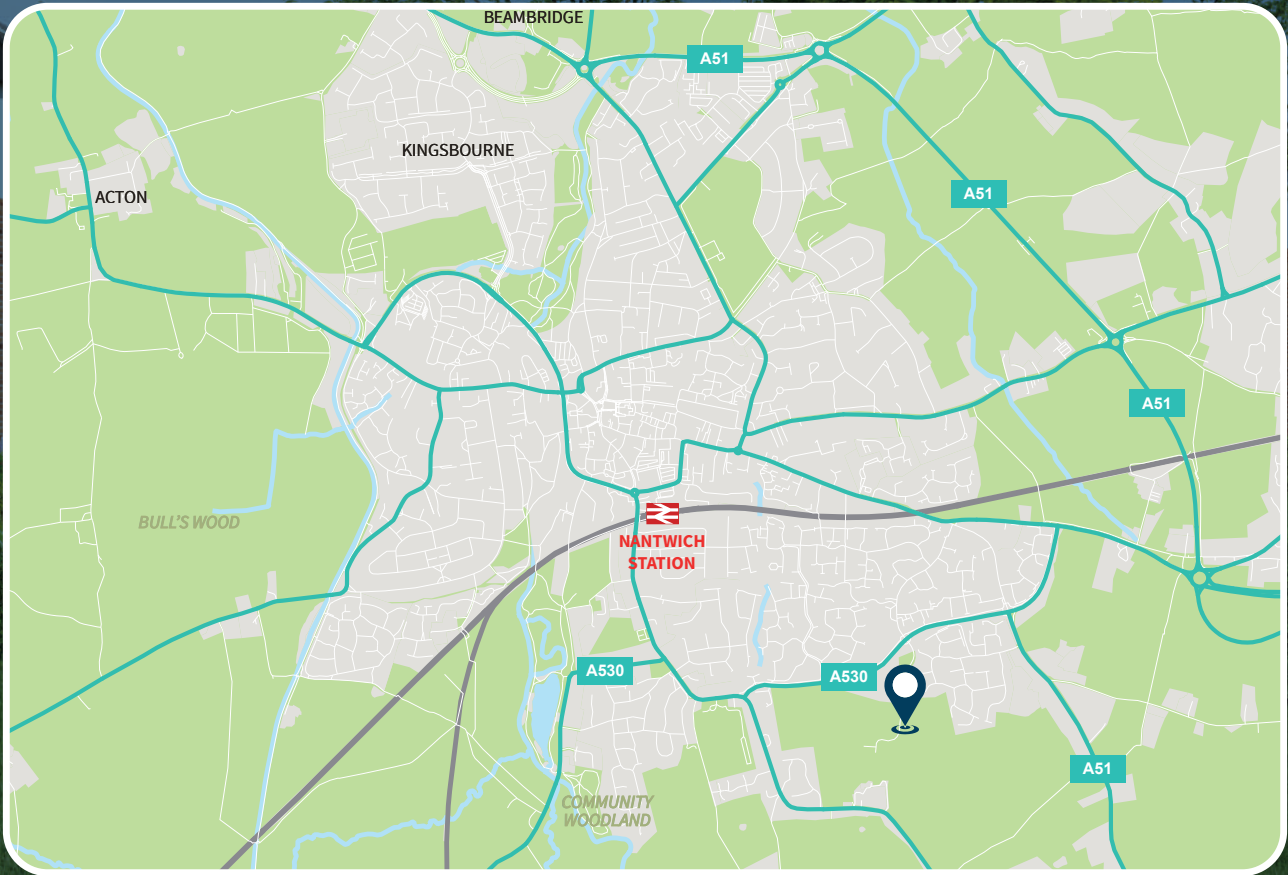 BEAMBRIDGE
A51
KINGSBOURNE
ACTON
A51
A51
BULL'S WOOD
NANTWICH
STATION
A530
A530
A51
COMMUNITY
WOODLAND